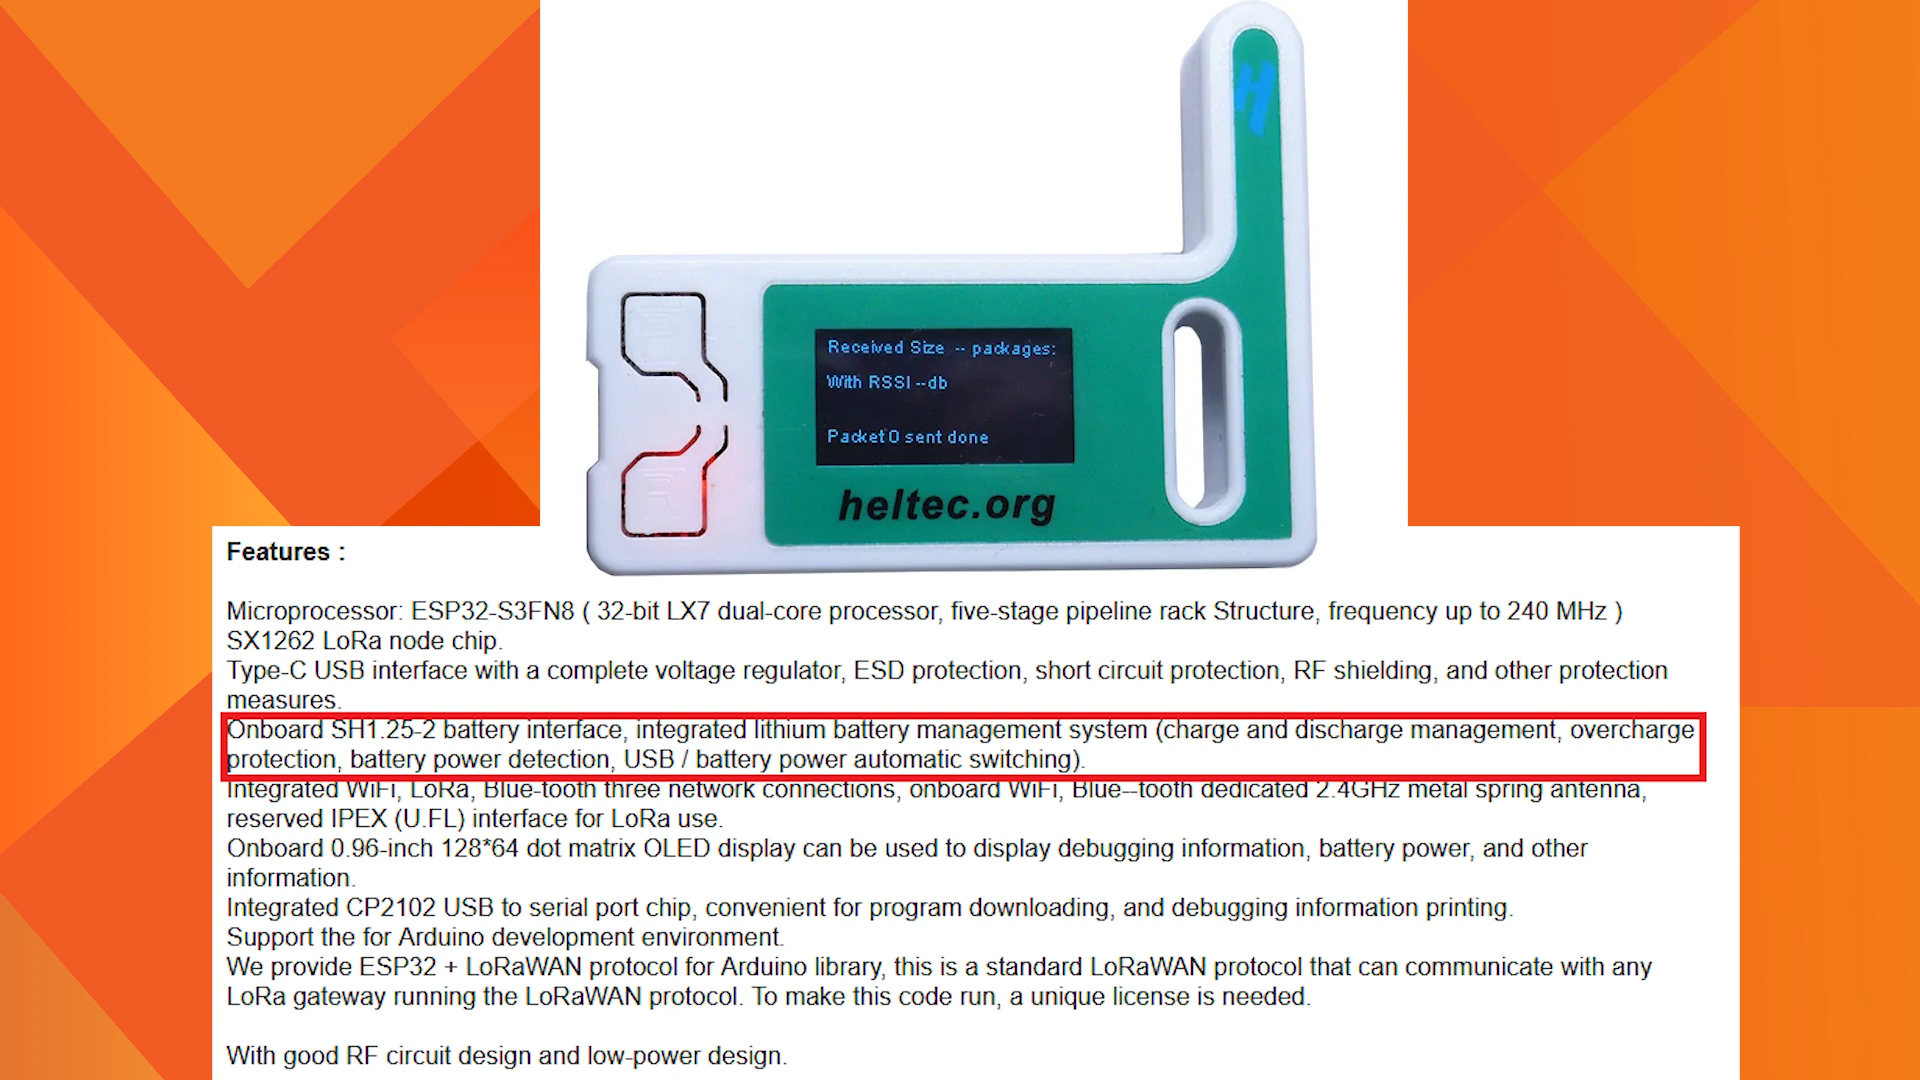 H
Received Size -- packages:
With RSSI --db
Packet 0 sent done
heltec.org
Features :
Microprocessor: ESP32-S3FN8 ( 32-bit LX7 dual-core processor, five-stage pipeline rack Structure, frequency up to 240 MHz )
SX1262 LoRa node chip.
Type-C USB interface with a complete voltage regulator, ESD protection, short circuit protection, RF shielding, and other protection
measures.
Onboard SH1.25-2 battery interface, integrated lithium battery management system (charge and discharge management, overcharge
protection, battery power detection, USB / battery power automatic switching).
Integrated WiFi, LoRa, Blue-tooth three network connections, onboard WiFi, Blue--tooth dedicated 2.4GHz metal spring antenna,
reserved IPEX (U.FL) interface for LoRa use.
Onboard 0.96-inch 128*64 dot matrix OLED display can be used to display debugging information, battery power, and other
information.
Integrated CP2102 USB to serial port chip, convenient for program downloading, and debugging information printing.
Support the for Arduino development environment.
We provide ESP32 + LoRaWAN protocol for Arduino library, this is a standard LoRaWAN protocol that can communicate with any
LoRa gateway running the LoRaWAN protocol. To make this code run, a unique license is needed.
With good RF circuit design and low-power design.